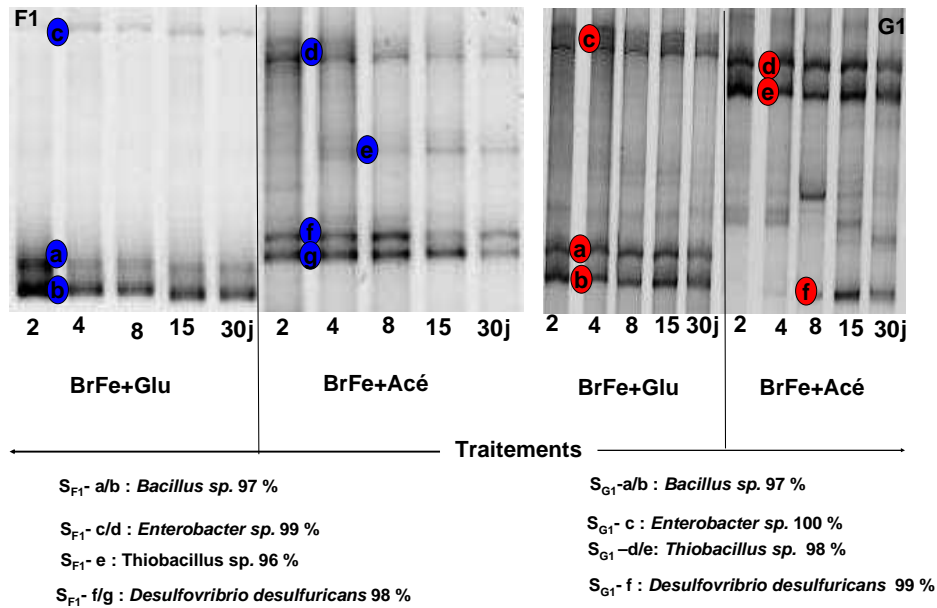 F1
G1
c
d
e
f
g
a
b
c
d
e
a
b
f
2 4 8 15 30j
2 4 8 15 30j
2 4 8 15 30j
2 4 8 15 30j
BrFe+Glu
BrFe+Acé
BrFe+Glu
BrFe+Acé
Traitements
SF1- a/b : Bacillus sp. 97 %
SF1- c/d : Enterobacter sp. 99 %
SF1- e : Thiobacillus sp. 96 %
SF1- f/g : Desulfovribrio desulfuricans 98 %
SG1-a/b : Bacillus sp. 97 %
SG1- c : Enterobacter sp. 100 %
SG1 –d/e: Thiobacillus sp. 98 %
SG1- f : Desulfovribrio desulfuricans 99 %